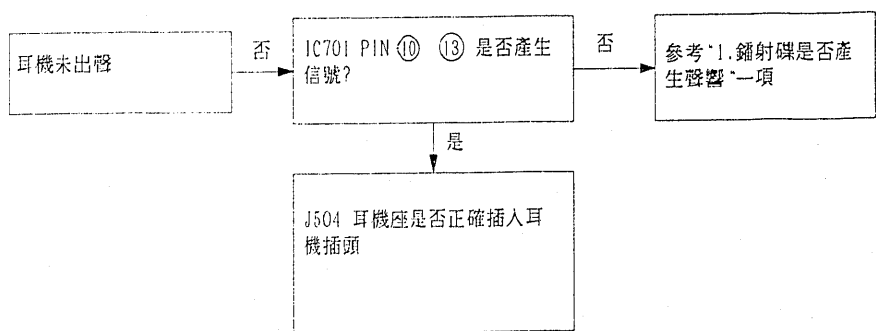 耳機未出聲
否
IC701 PIN ⑩ ⑬ 是否產生
信號?
否
參考"1.鐳射碟是否產
生聲響"一項
是
J504 耳機座是否正確插入耳
機插頭